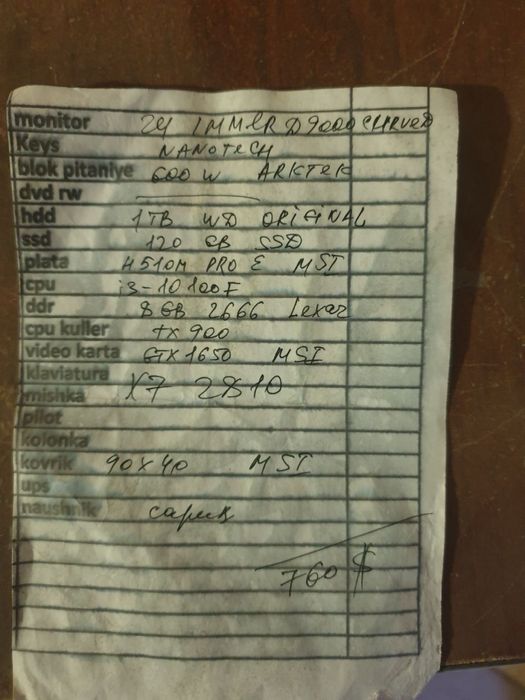 monitor 24 IMMER D9000 CURVED
Keys NANOTECH
blok pitaniye 600 W ARKTEK
dvd rw
hdd 1TB WD ORIGINAL
ssd 120 GB SSD
plata H510M PRO E MSI
cpu i3-10100F
ddr 8 GB 2666 Lexar
cpu kuller TX 900
video karta GTX 1650 MSI
klaviatura
mishka X7 2810
pilot
kolonka
kovrik 90X40 MSI
ups
naushnik
760 $